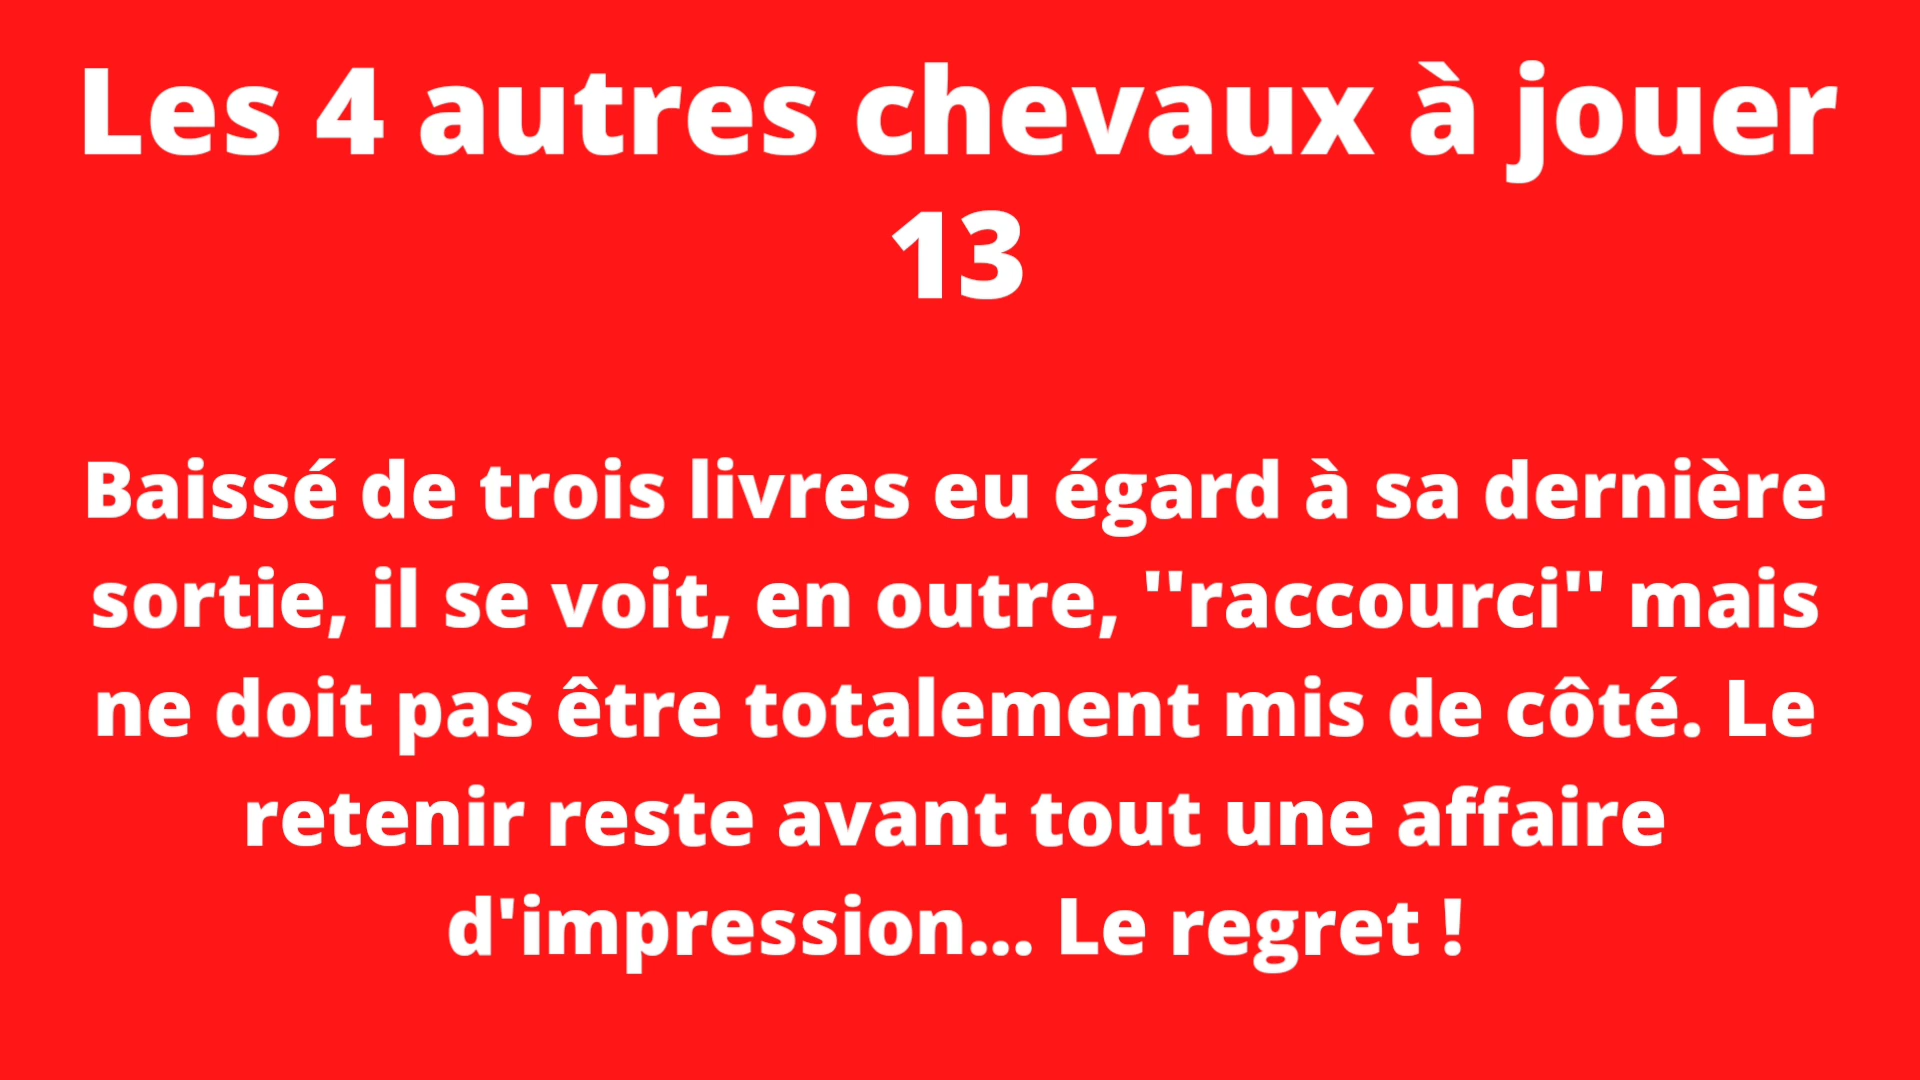 Les 4 autres chevaux à jouer
13
Baissé de trois livres eu égard à sa dernière
sortie, il se voit, en outre, ''raccourci'' mais
ne doit pas être totalement mis de côté. Le
retenir reste avant tout une affaire
d'impression... Le regret !